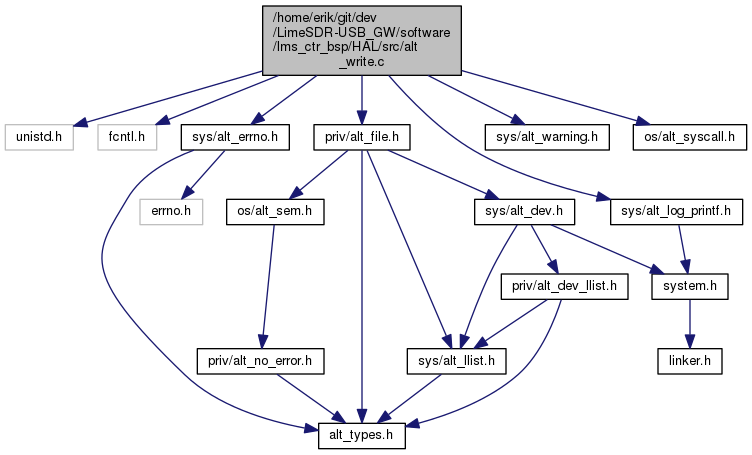 /home/erik/git/dev
/LimeSDR-USB_GW/software
/lms_ctr_bsp/HAL/src/alt
_write.c
unistd.h
fcntl.h
sys/alt_errno.h
priv/alt_file.h
sys/alt_warning.h
os/alt_syscall.h
errno.h
os/alt_sem.h
sys/alt_dev.h
sys/alt_log_printf.h
priv/alt_dev_llist.h
system.h
priv/alt_no_error.h
sys/alt_llist.h
linker.h
alt_types.h